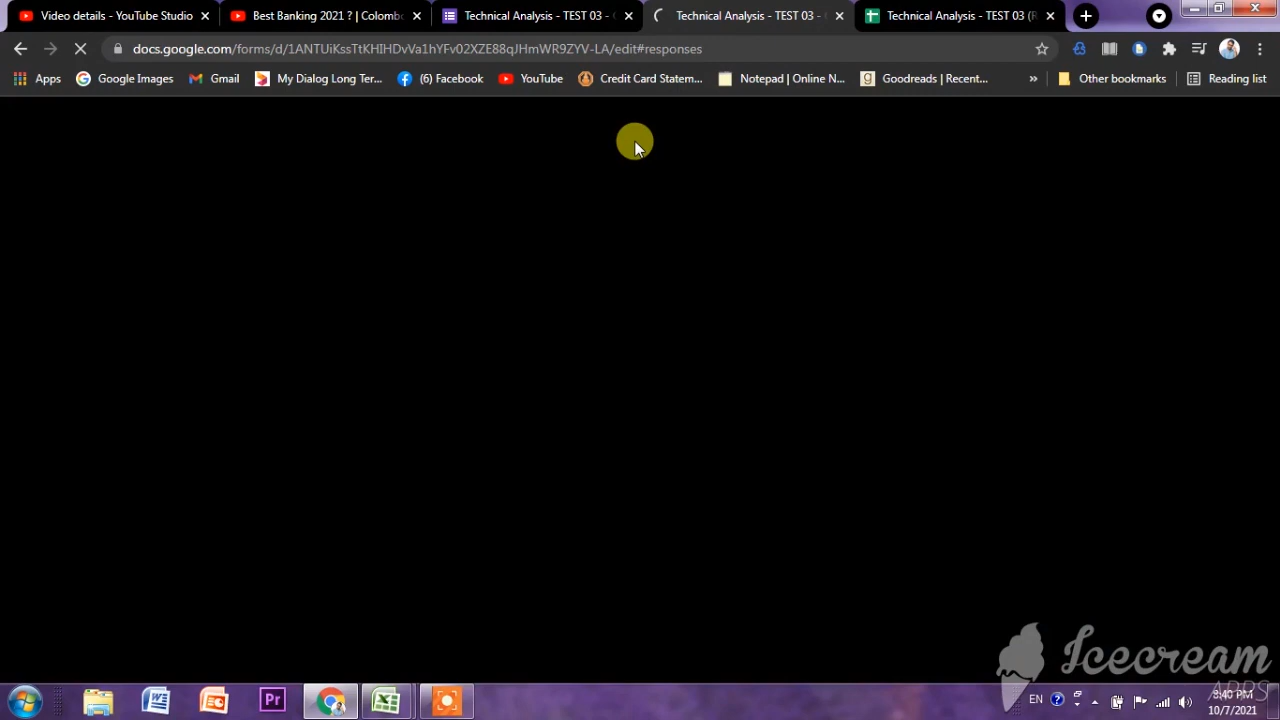 Video details - YouTube Studio
Best Banking 2021 ? | Colombo
Technical Analysis - TEST 03 -
Technical Analysis - TEST 03 -
Technical Analysis - TEST 03 (R
docs.google.com/forms/d/1ANTUiKssTtKHIHDvVa1hYFv02XZE88qJHmWR9ZYV-LA/edit#responses
Apps
Google Images
Gmail
My Dialog Long Ter...
(6) Facebook
YouTube
Credit Card Statem...
Notepad | Online N...
Goodreads | Recent...
»
Other bookmarks
Reading list
Icecream
APPS
Pr
EN
3:40 PM
10/7/2021